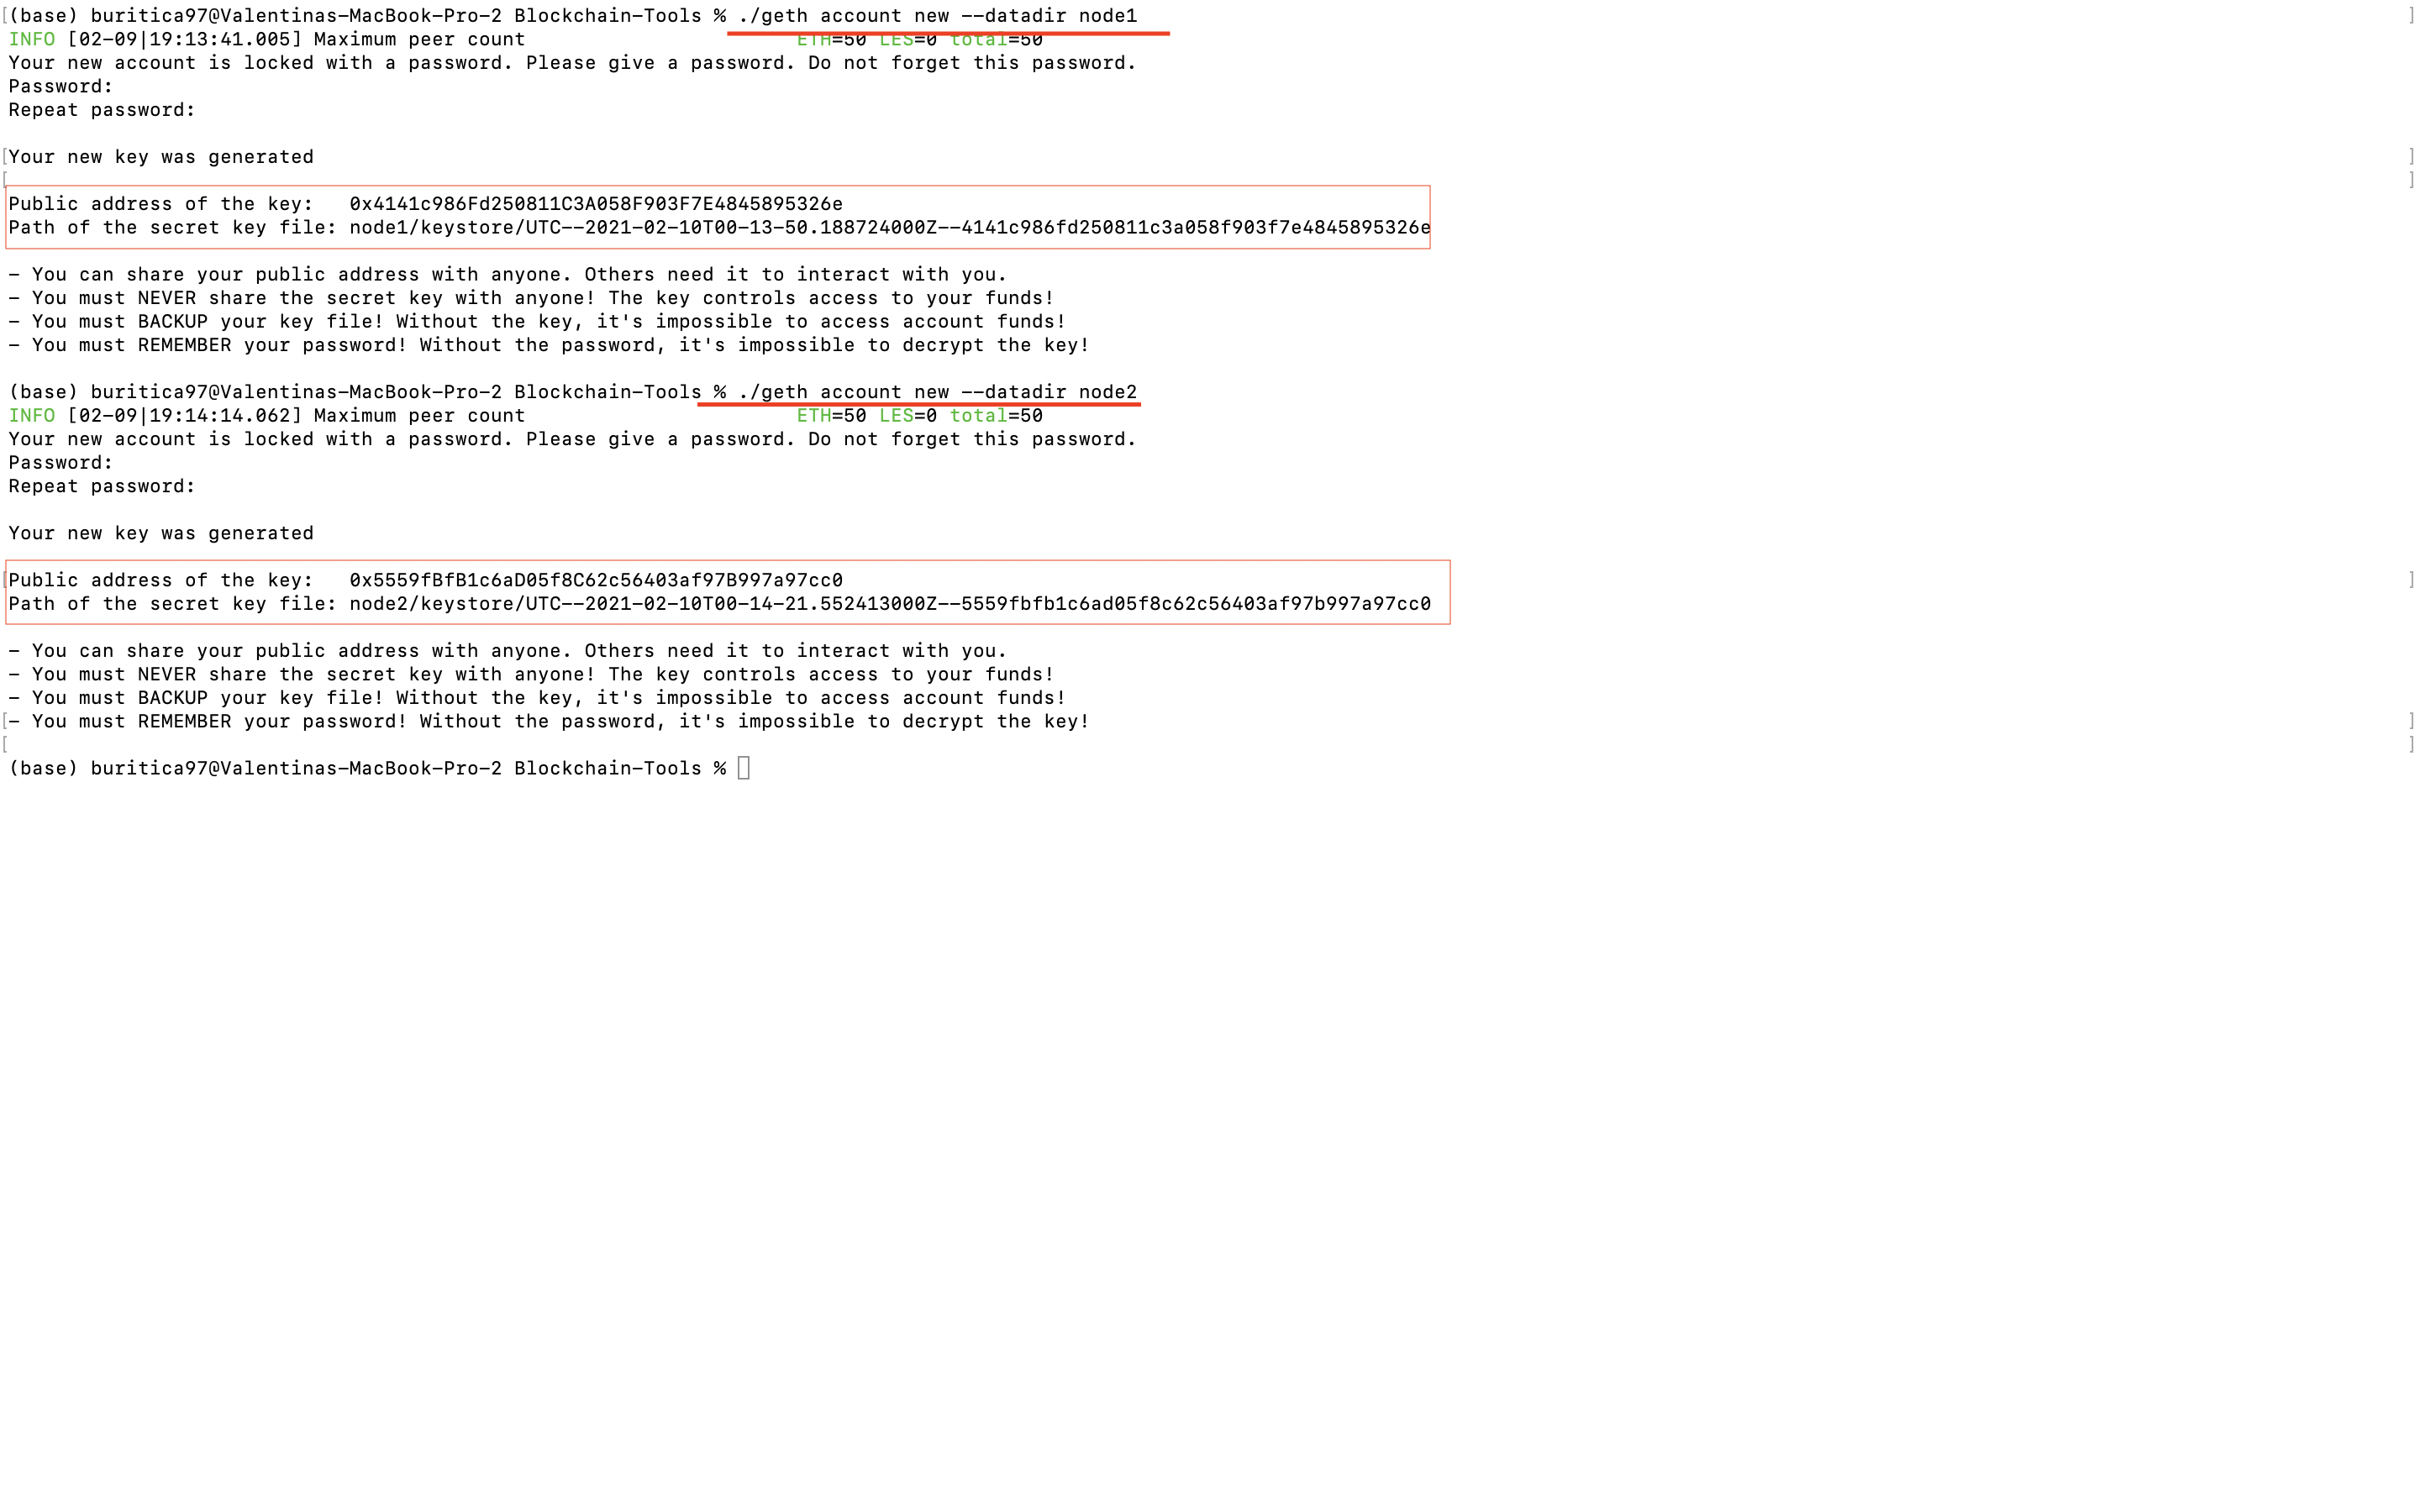 [(base) buritica97@Valentinas-MacBook-Pro-2 Blockchain-Tools % ./geth account new --datadir node1 ]
INFO [02-09|19:13:41.005] Maximum peer count ETH=50 LES=0 total=50
Your new account is locked with a password. Please give a password. Do not forget this password.
Password:
Repeat password:
[Your new key was generated ]
[ ]
Public address of the key: 0x4141c986Fd250811C3A058F903F7E4845895326e
Path of the secret key file: node1/keystore/UTC--2021-02-10T00-13-50.188724000Z--4141c986fd250811c3a058f903f7e4845895326e
- You can share your public address with anyone. Others need it to interact with you.
- You must NEVER share the secret key with anyone! The key controls access to your funds!
- You must BACKUP your key file! Without the key, it's impossible to access account funds!
- You must REMEMBER your password! Without the password, it's impossible to decrypt the key!
(base) buritica97@Valentinas-MacBook-Pro-2 Blockchain-Tools % ./geth account new --datadir node2
INFO [02-09|19:14:14.062] Maximum peer count ETH=50 LES=0 total=50
Your new account is locked with a password. Please give a password. Do not forget this password.
Password:
Repeat password:
Your new key was generated
[Public address of the key: 0x5559fBfB1c6aD05f8C62c56403af97B997a97cc0 ]
Path of the secret key file: node2/keystore/UTC--2021-02-10T00-14-21.552413000Z--5559fbfb1c6ad05f8c62c56403af97b997a97cc0
- You can share your public address with anyone. Others need it to interact with you.
- You must NEVER share the secret key with anyone! The key controls access to your funds!
- You must BACKUP your key file! Without the key, it's impossible to access account funds!
[- You must REMEMBER your password! Without the password, it's impossible to decrypt the key! ]
[ ]
(base) buritica97@Valentinas-MacBook-Pro-2 Blockchain-Tools %